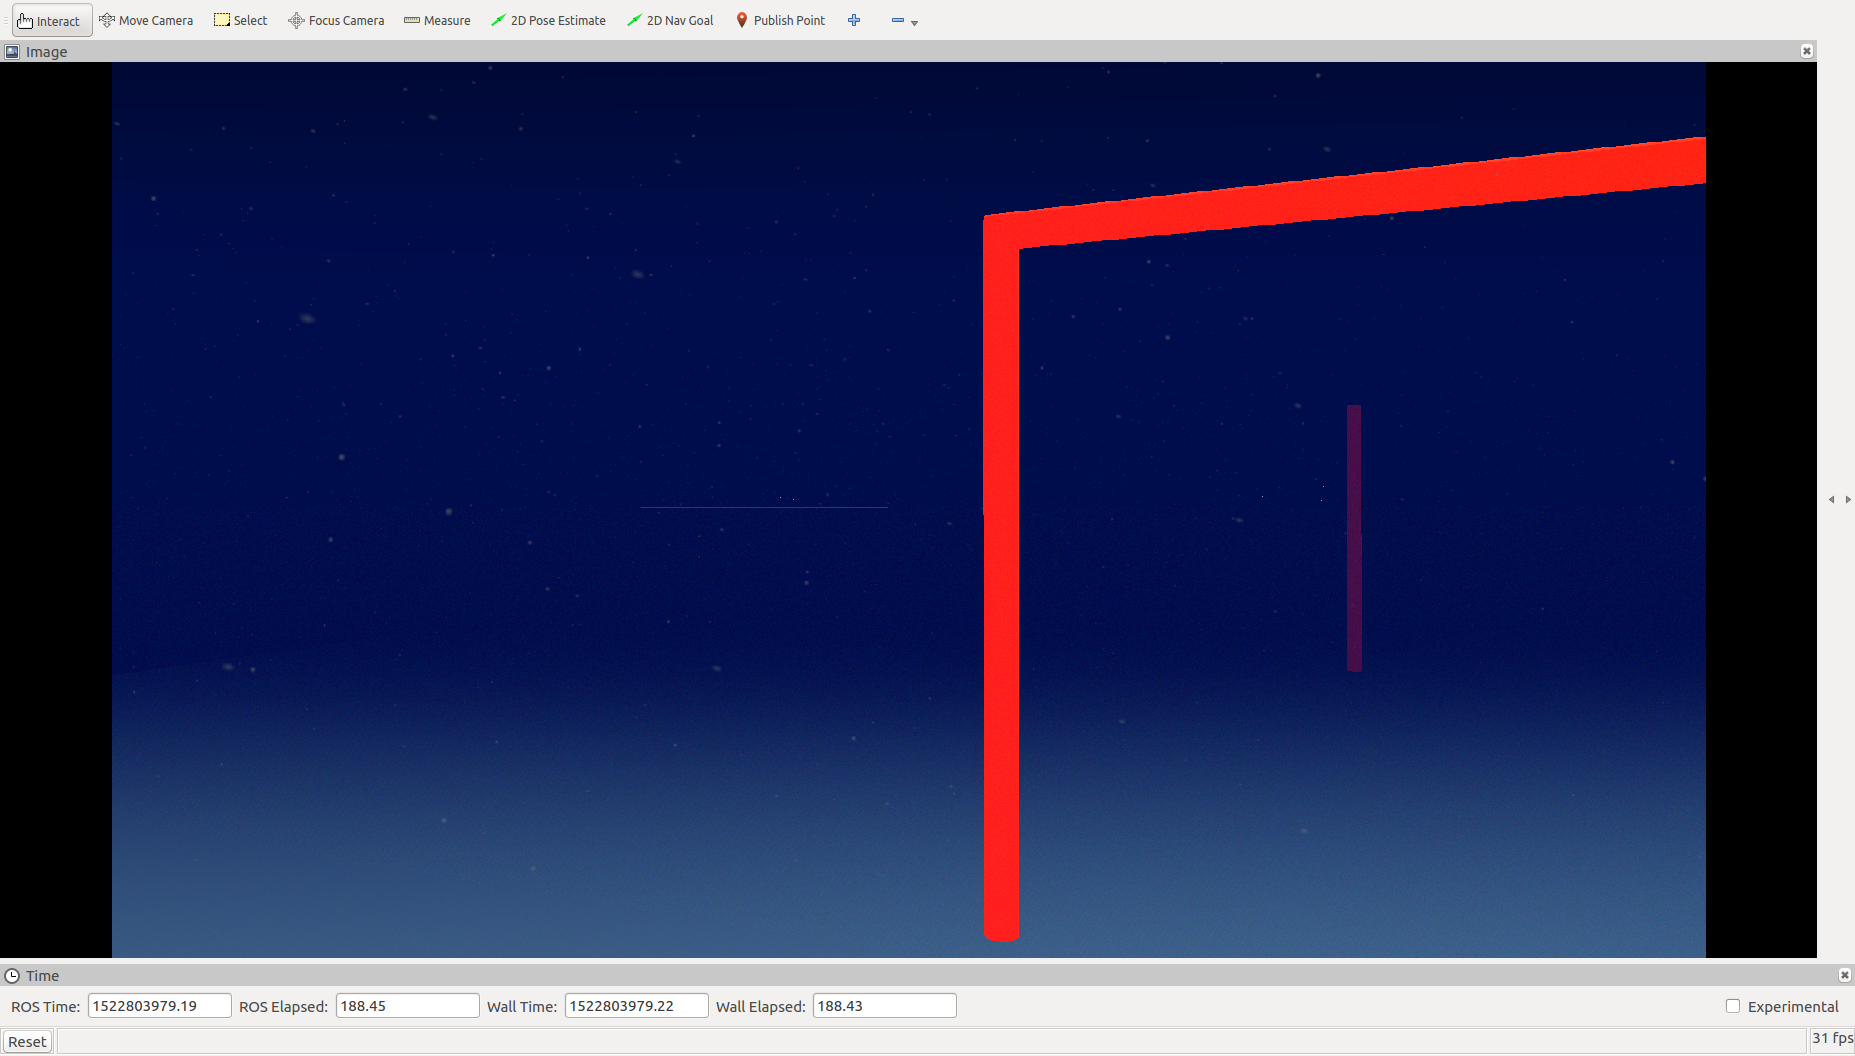 Interact Move Camera Select Focus Camera Measure 2D Pose Estimate 2D Nav Goal Publish Point
Image
Time
ROS Time: 1522803979.19 ROS Elapsed: 188.45 Wall Time: 1522803979.22 Wall Elapsed: 188.43 Experimental
Reset 31 fps